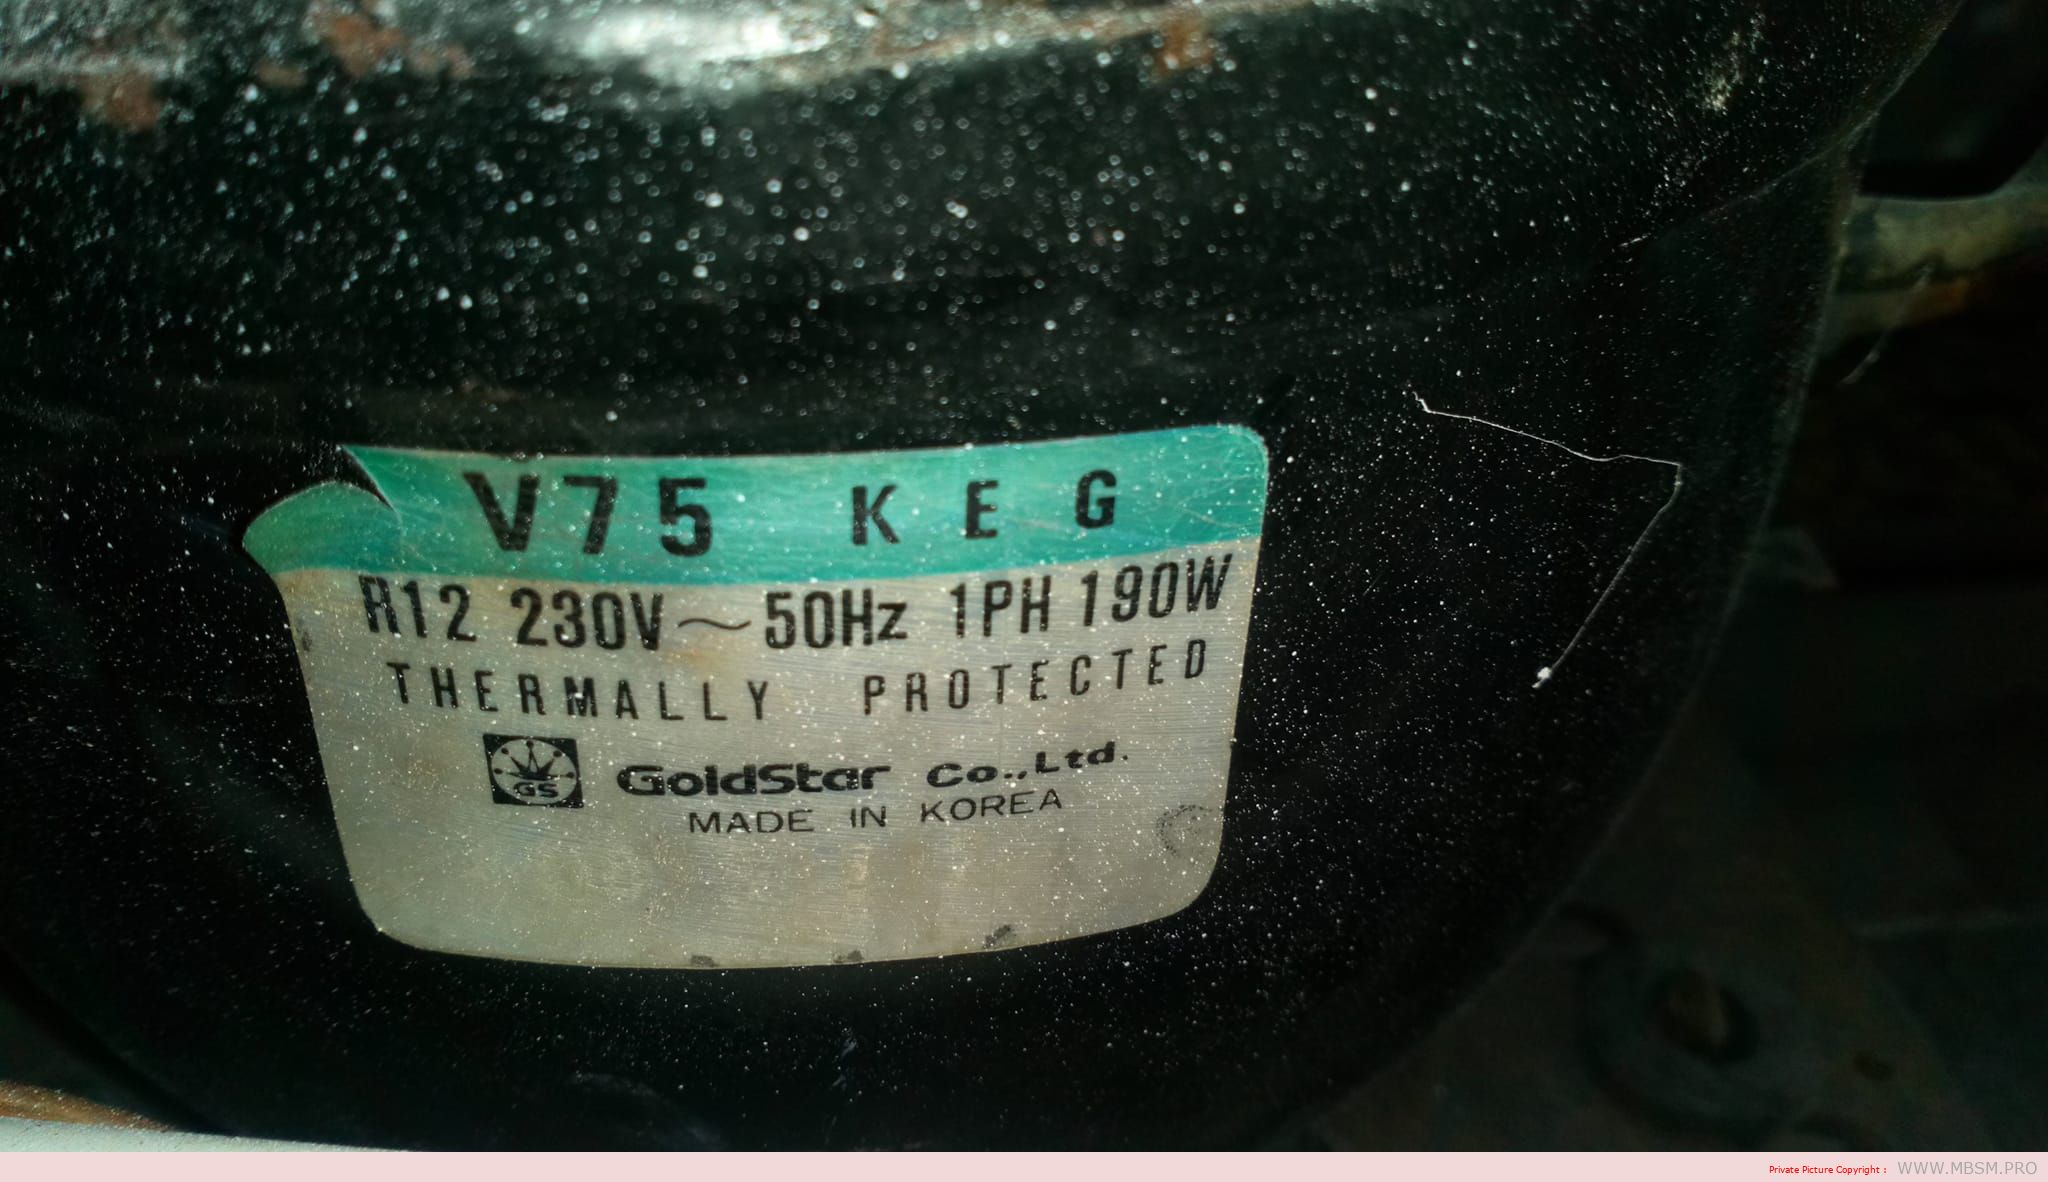 V75 KEG
R12 230V~50Hz 1PH 190W
THERMALLY PROTECTED
GS GoldStar Co.,Ltd.
MADE IN KOREA
Private Picture Copyright : WWW.MBSM.PRO